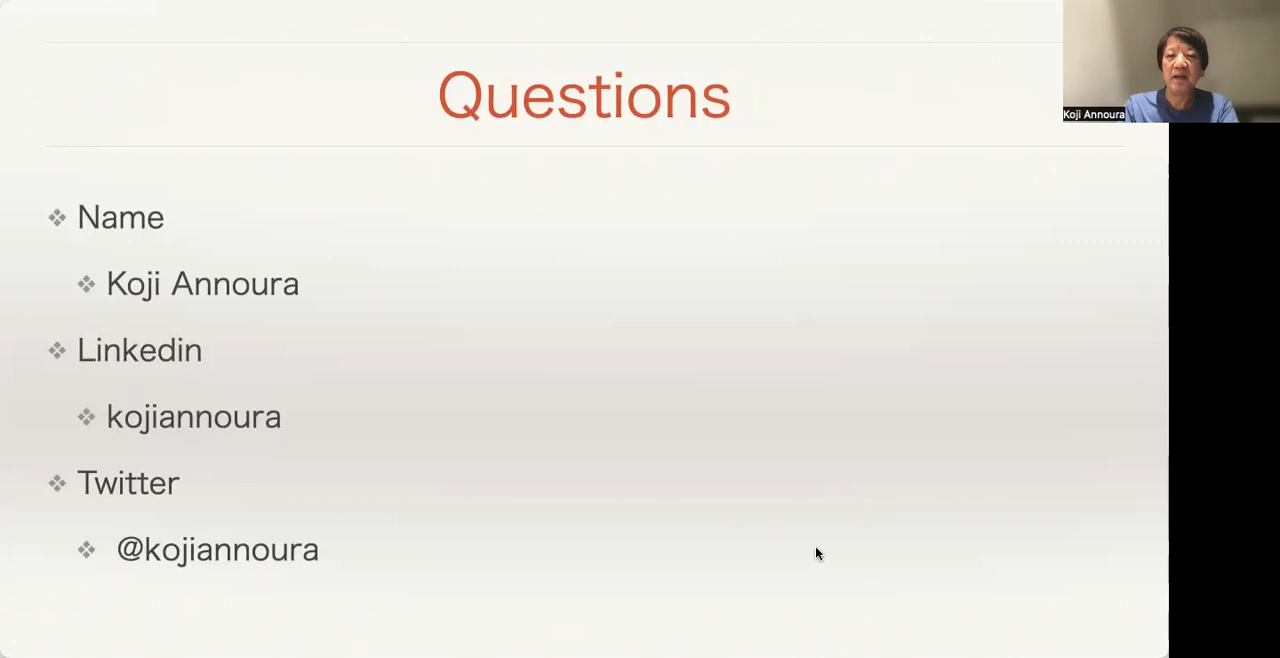 Questions
Koji Annoura
Name
Koji Annoura
Linkedin
kojiannoura
Twitter
@kojiannoura